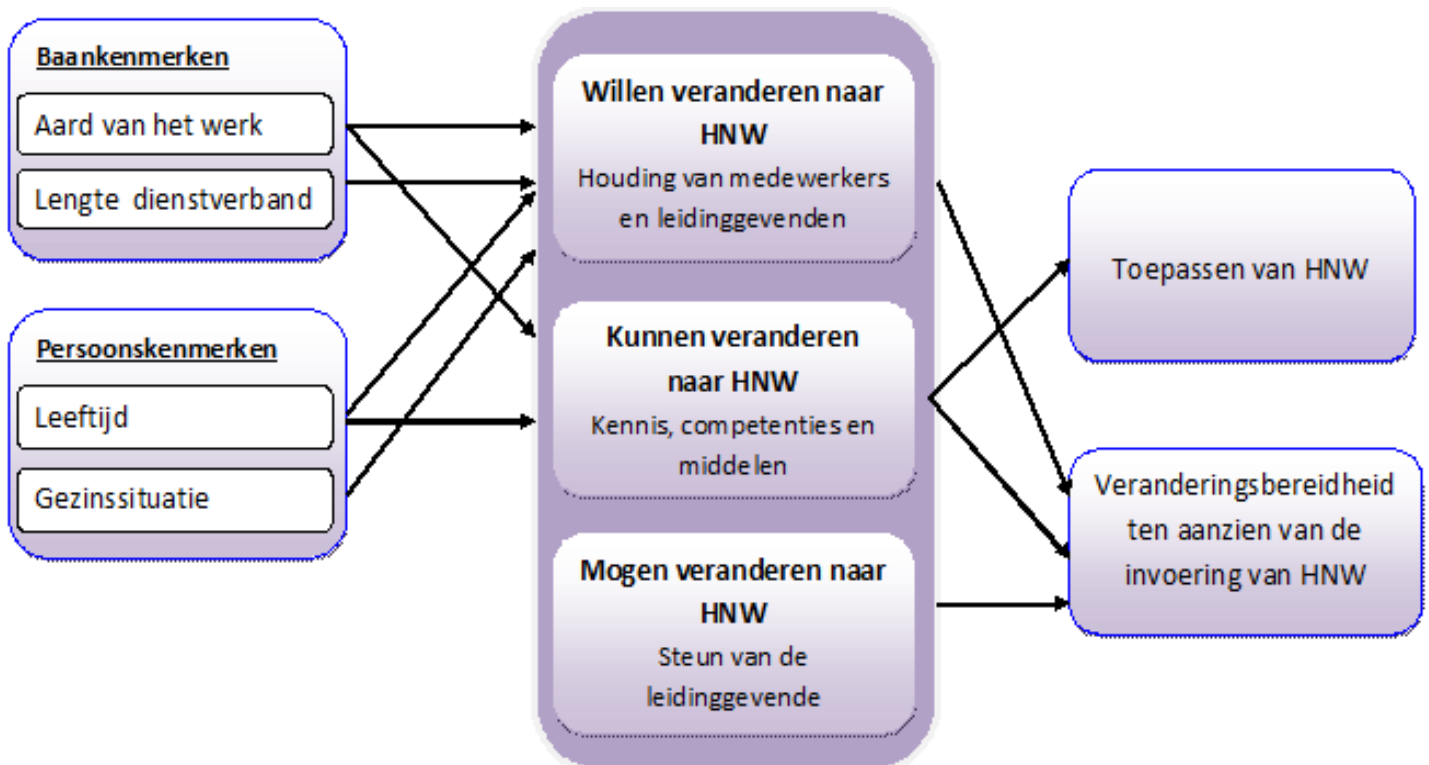 Baankenmerken
Aard van het werk
Lengte dienstverband
Persoonskenmerken
Leeftijd
Gezinssituatie
Willen veranderen naar
HNW
Houding van medewerkers
en leidinggevenden
Kunnen veranderen
naar HNW
Kennis, competenties en
middelen
Mogen veranderen naar
HNW
Steun van de
leidinggevende
Toepassen van HNW
Veranderingsbereidheid
ten aanzien van de
invoering van HNW